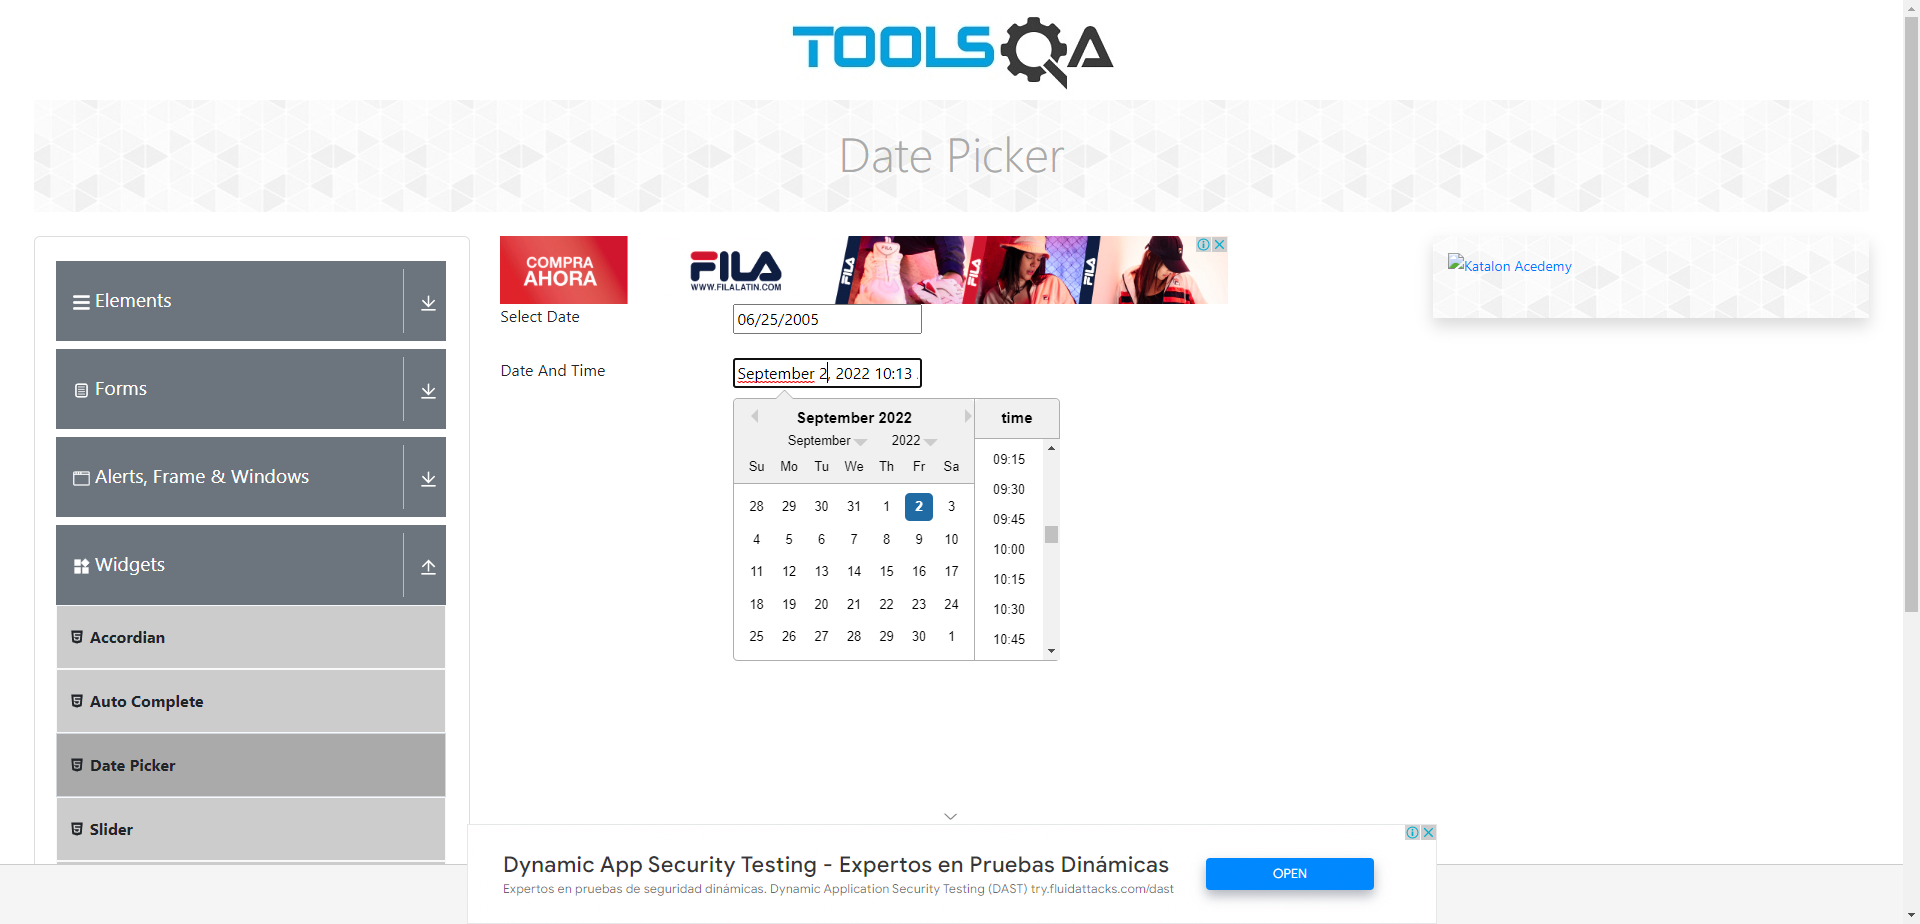 TOOLSQA
Date Picker
Elements
Forms
Alerts, Frame & Windows
Widgets
Accordian
Auto Complete
Date Picker
Slider
COMPRA
AHORA
FILA
WWW.FILALATIN.COM
FILA
FILA
FILA
Select Date
06/25/2005
Date And Time
September 2, 2022 10:13
September 2022
September 2022
Su Mo Tu We Th Fr Sa
28 29 30 31 1 2 3
4 5 6 7 8 9 10
11 12 13 14 15 16 17
18 19 20 21 22 23 24
25 26 27 28 29 30 1
time
09:15
09:30
09:45
10:00
10:15
10:30
10:45
Katalon Acedemy
Dynamic App Security Testing - Expertos en Pruebas Dinámicas
Expertos en pruebas de seguridad dinámicas. Dynamic Application Security Testing (DAST) try.fluidattacks.com/dast
OPEN